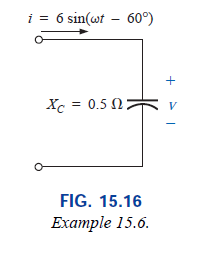 i = 6 sin(ωt – 60°)
+
X_C = 0.5 Ω
v
–
FIG. 15.16
Example 15.6.